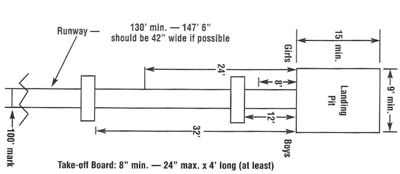 Runway —
130' min. — 147' 6"
should be 42" wide if possible
15' min.
Girls
24'
8'
Landing
Pit
9' min.
12'
32'
Boys
100' mark
Take-off Board: 8" min. — 24" max. x 4' long (at least)